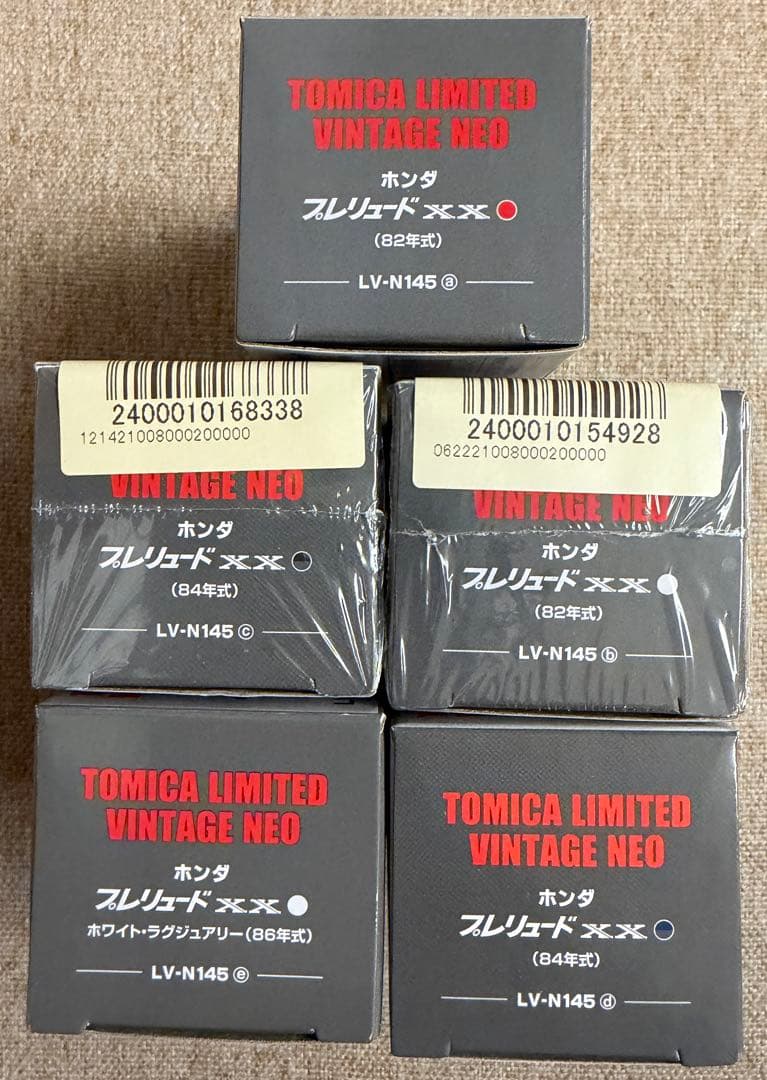 TOMICA LIMITED
VINTAGE NEO
ホンダ
プレリュード XX
(82年式)
LV-N145 ⓐ
2400010168338
121421008000200000
VINTAGE NEO
ホンダ
プレリュード XX
(84年式)
LV-N145 ⓒ
2400010154928
062221008000200000
VINTAGE NEO
ホンダ
プレリュード XX
(82年式)
LV-N145 ⓑ
TOMICA LIMITED
VINTAGE NEO
ホンダ
プレリュード XX
ホワイト・ラグジュアリー(86年式)
LV-N145 ⓔ
TOMICA LIMITED
VINTAGE NEO
ホンダ
プレリュード XX
(84年式)
LV-N145 ⓓ